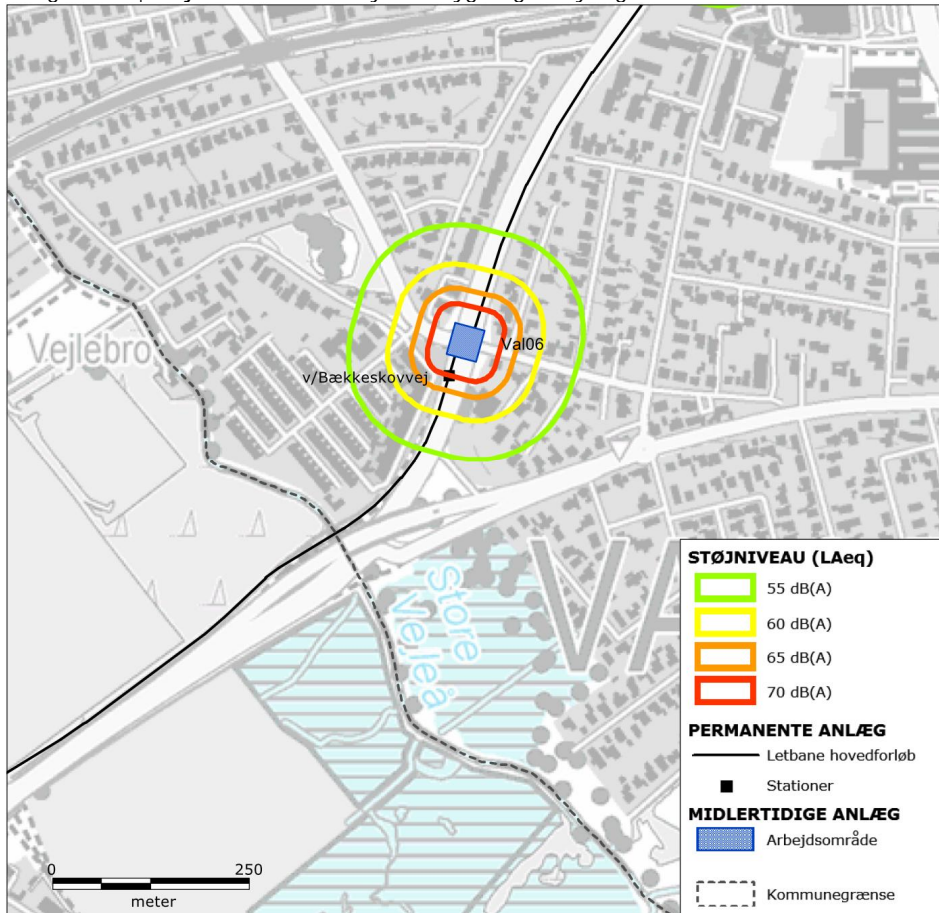 Vejlebro
Val06
v/Bækkeskovvej
Store
Vejleå
VA
STØJNIVEAU (LAeq)
55 dB(A)
60 dB(A)
65 dB(A)
70 dB(A)
PERMANENTE ANLÆG
Letbane hovedforløb
Stationer
MIDLERTIDIGE ANLÆG
Arbejdsområde
Kommunegrænse
0 250
meter